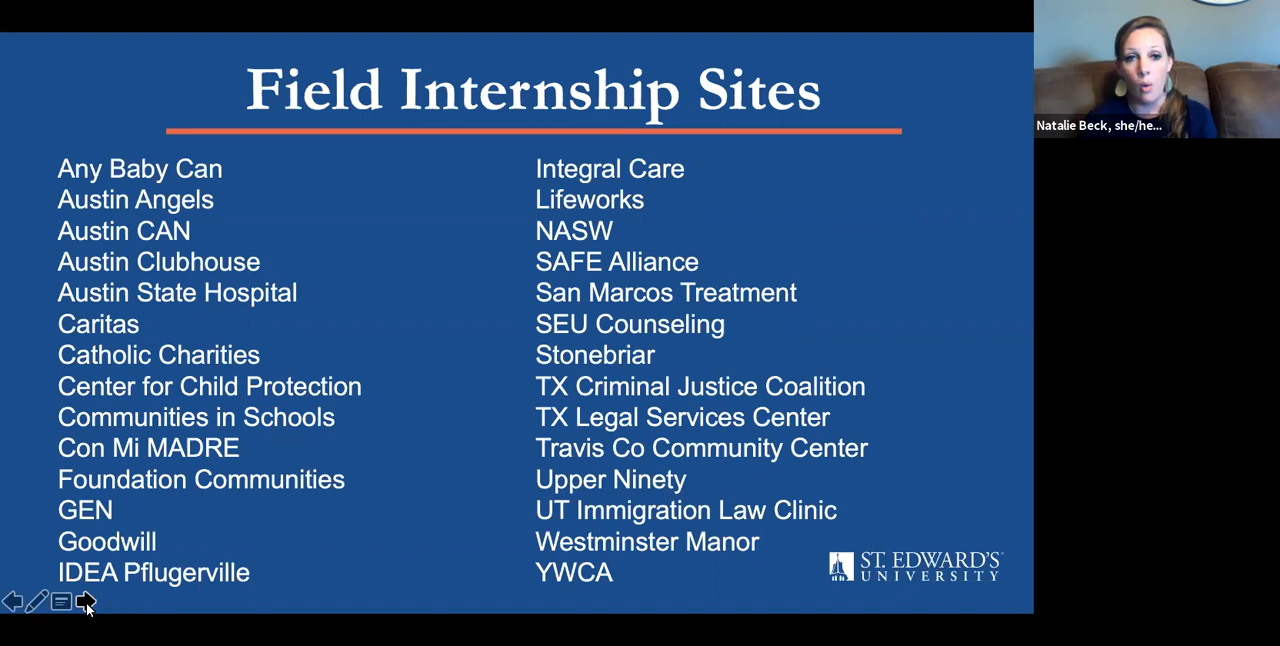 Field Internship Sites
Any Baby Can
Austin Angels
Austin CAN
Austin Clubhouse
Austin State Hospital
Caritas
Catholic Charities
Center for Child Protection
Communities in Schools
Con Mi MADRE
Foundation Communities
GEN
Goodwill
IDEA Pflugerville
Integral Care
Lifeworks
NASW
SAFE Alliance
San Marcos Treatment
SEU Counseling
Stonebriar
TX Criminal Justice Coalition
TX Legal Services Center
Travis Co Community Center
Upper Ninety
UT Immigration Law Clinic
Westminster Manor
YWCA
ST. EDWARD'S
UNIVERSITY
Natalie Beck, she/he...